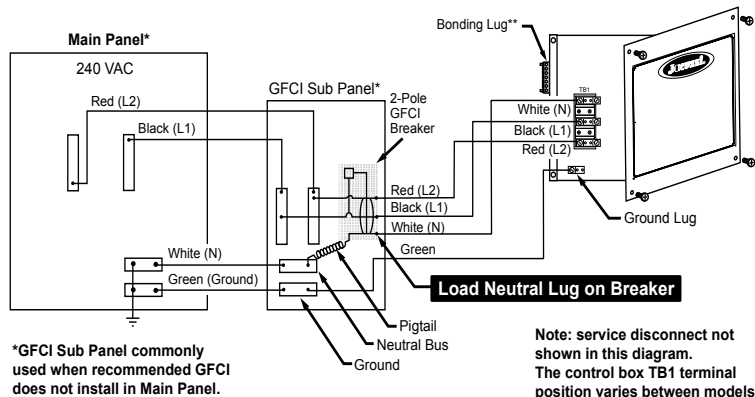 Main Panel*
240 VAC
Red (L2)
Black (L1)
White (N)
Green (Ground)
GFCI Sub Panel*
2-Pole
GFCI
Breaker
Red (L2)
Black (L1)
White (N)
Green
Load Neutral Lug on Breaker
Pigtail
Neutral Bus
Ground
Bonding Lug**
Jacuzzi
TB1
White (N)
Black (L1)
Red (L2)
Ground Lug
*GFCI Sub Panel commonly
used when recommended GFCI
does not install in Main Panel.
Note: service disconnect not
shown in this diagram.
The control box TB1 terminal
position varies between models